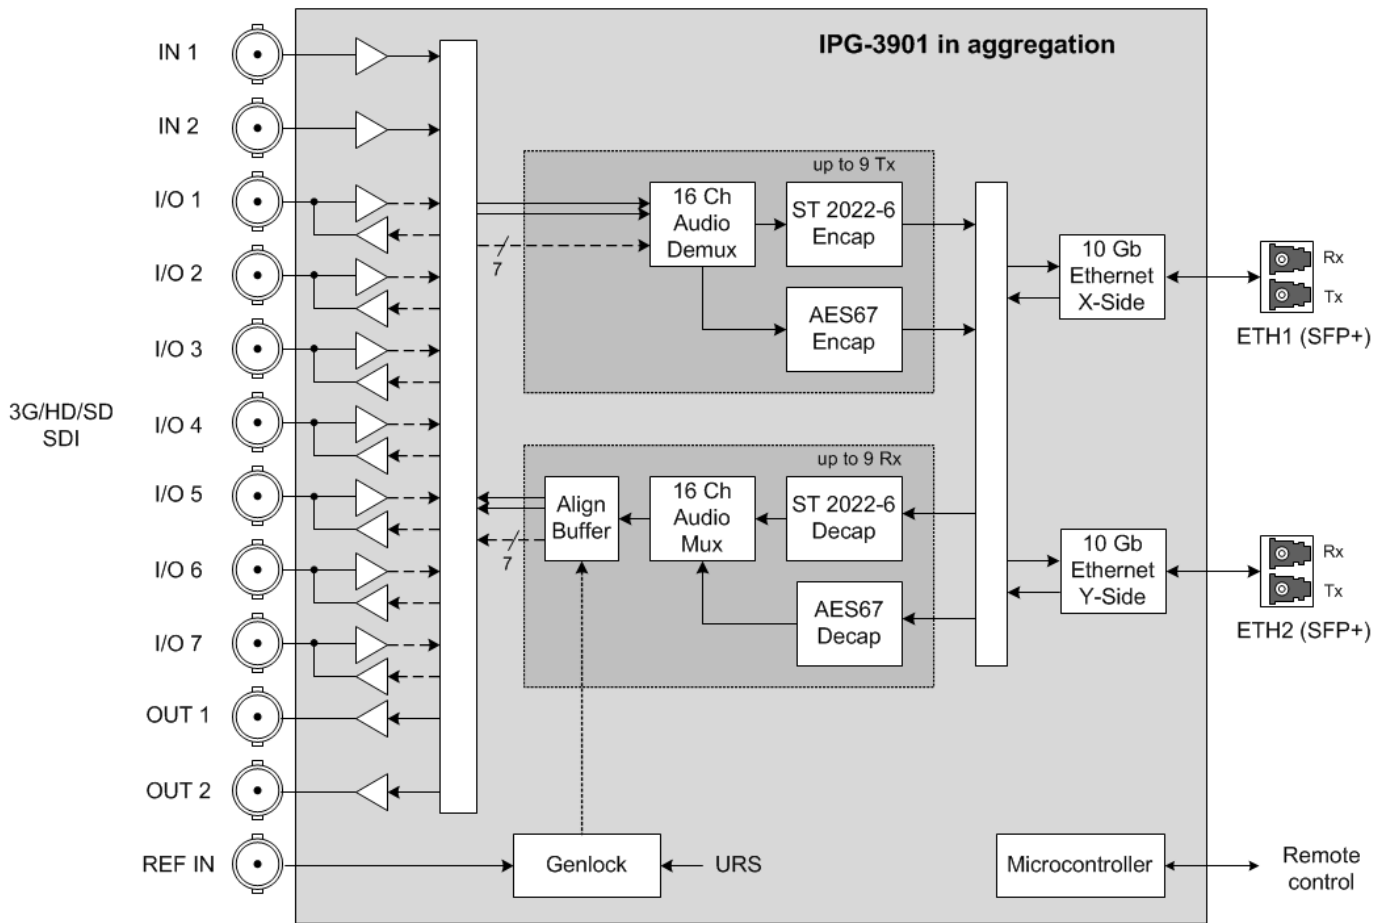 IPG-3901 in aggregation
IN 1
IN 2
I/O 1
I/O 2
I/O 3
I/O 4
I/O 5
I/O 6
I/O 7
OUT 1
OUT 2
REF IN
3G/HD/SD
SDI
up to 9 Tx
16 Ch
Audio
Demux
ST 2022-6
Encap
AES67
Encap
7
up to 9 Rx
Align
Buffer
16 Ch
Audio
Mux
ST 2022-6
Decap
AES67
Decap
7
10 Gb
Ethernet
X-Side
Rx
Tx
ETH1 (SFP+)
10 Gb
Ethernet
Y-Side
Rx
Tx
ETH2 (SFP+)
Genlock
URS
Microcontroller
Remote
control